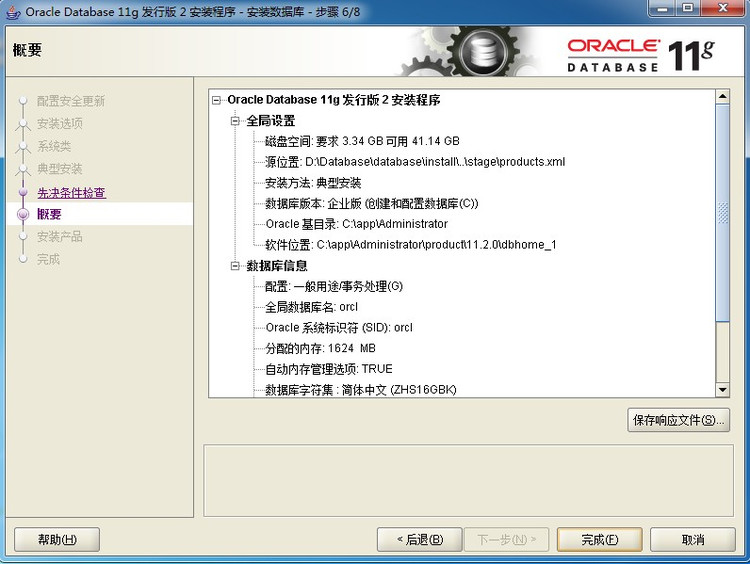 Oracle Database 11g 发行版 2 安装程序 - 安装数据库 - 步骤 6/8
概要
ORACLE
DATABASE
11g
配置安全更新
安装选项
系统类
典型安装
先决条件检查
概要
安装产品
完成
Oracle Database 11g 发行版 2 安装程序
全局设置
磁盘空间: 要求 3.34 GB 可用 41.14 GB
源位置: D:\Database\database\install\..\stage\products.xml
安装方法: 典型安装
数据库版本: 企业版 (创建和配置数据库(C))
Oracle 基目录: C:\app\Administrator
软件位置: C:\app\Administrator\product\11.2.0\dbhome_1
数据库信息
配置: 一般用途/事务处理(G)
全局数据库名: orcl
Oracle 系统标识符 (SID): orcl
分配的内存: 1624 MB
自动内存管理选项: TRUE
数据库字符集 : 简体中文 (ZHS16GBK)
保存响应文件(S)...
帮助(H)
< 后退(B)
下一步(N) >
完成(F)
取消